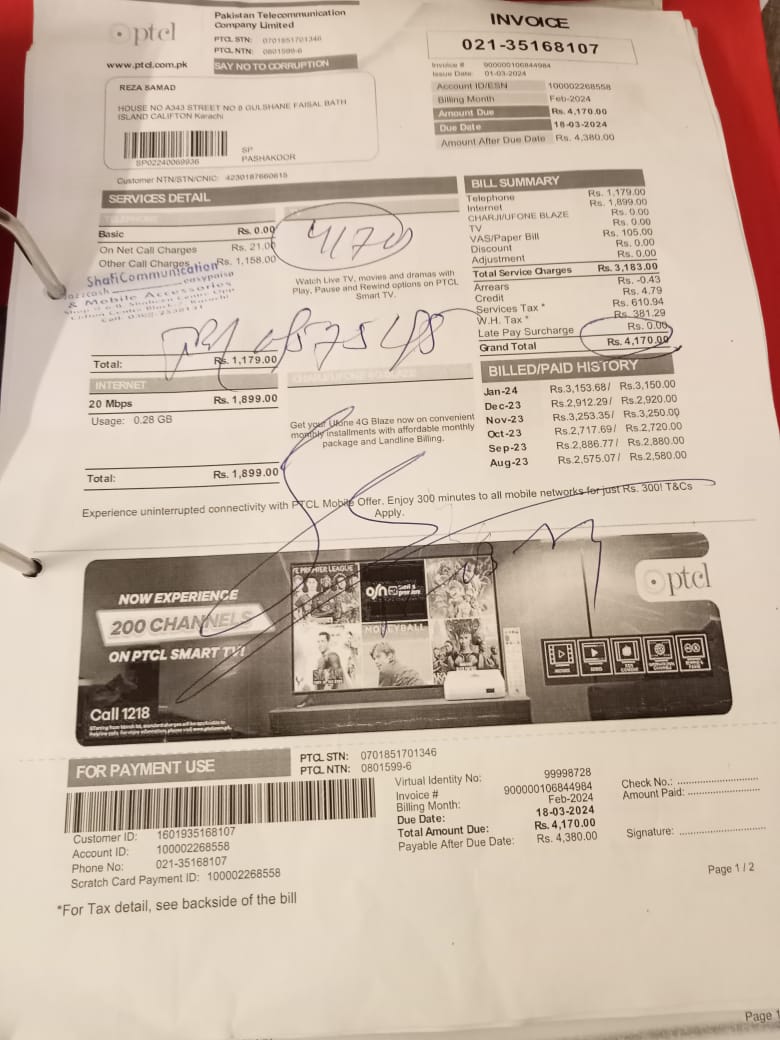 ptcl
Pakistan Telecommunication
Company Limited
PTCL STN: 0701851701346
PTCL NTN: 0801599-6
www.ptcl.com.pk
SAY NO TO CORRUPTION
INVOICE
021-35168107
Invoice # 900000106844984
Issue Date: 01-03-2024
Account ID/ESN 100002268558
Billing Month Feb-2024
Amount Due Rs. 4,170.00
Due Date 18-03-2024
Amount After Due Date Rs. 4,380.00
REZA SAMAD
HOUSE NO A343 STREET NO 8 GULSHANE FAISAL BATH
ISLAND CALIFTON Karachi
SP02240069936
SP
PASHAKOOR
Customer NTN/STN/CNIC: 4230187660615
SERVICES DETAIL
TELEPHONE
Basic Rs. 0.00
On Net Call Charges Rs. 21.00
Other Call Charges Rs. 1,158.00
4170
Shafi Communication
jazzcash easypaisa
& Mobile Accessories
Watch Live TV, movies and dramas with
Play, Pause and Rewind options on PTCL
Smart TV.
Total: Rs. 1,179.00
INTERNET
20 Mbps Rs. 1,899.00
Usage: 0.28 GB
Get your Ufone 4G Blaze now on convenient
monthly installments with affordable monthly
package and Landline Billing.
Total: Rs. 1,899.00
BILL SUMMARY
Telephone Rs. 1,179.00
Internet Rs. 1,899.00
CHARJI/UFONE BLAZE Rs. 0.00
TV Rs. 0.00
VAS/Paper Bill Rs. 105.00
Discount Rs. 0.00
Adjustment Rs. 0.00
Total Service Charges Rs. 3,183.00
Arrears Rs. -0.43
Credit Rs. 4.79
Services Tax * Rs. 610.94
W.H. Tax * Rs. 381.29
Late Pay Surcharge Rs. 0.00
Grand Total Rs. 4,170.00
BILLED/PAID HISTORY
Jan-24 Rs.3,153.68/ Rs.3,150.00
Dec-23 Rs.2,912.29/ Rs.2,920.00
Nov-23 Rs.3,253.35/ Rs.3,250.00
Oct-23 Rs.2,717.69/ Rs.2,720.00
Sep-23 Rs.2,886.77/ Rs.2,880.00
Aug-23 Rs.2,575.07/ Rs.2,580.00
Experience uninterrupted connectivity with PTCL Mobile Offer. Enjoy 300 minutes to all mobile networks for just Rs. 300! T&Cs
Apply.
NOW EXPERIENCE
200 CHANNELS
ON PTCL SMART TV!
Call 1218
E PREMIER LEAGUE
MONEYBALL
ptcl
FOR PAYMENT USE
PTCL STN: 0701851701346
PTCL NTN: 0801599-6
Customer ID: 1601935168107
Account ID: 100002268558
Phone No: 021-35168107
Scratch Card Payment ID: 100002268558
Virtual Identity No: 99998728
Invoice # 900000106844984
Billing Month: Feb-2024
Due Date: 18-03-2024
Total Amount Due: Rs. 4,170.00
Payable After Due Date: Rs. 4,380.00
Check No.:
Amount Paid:
Signature:
*For Tax detail, see backside of the bill
Page 1 / 2
Page 1